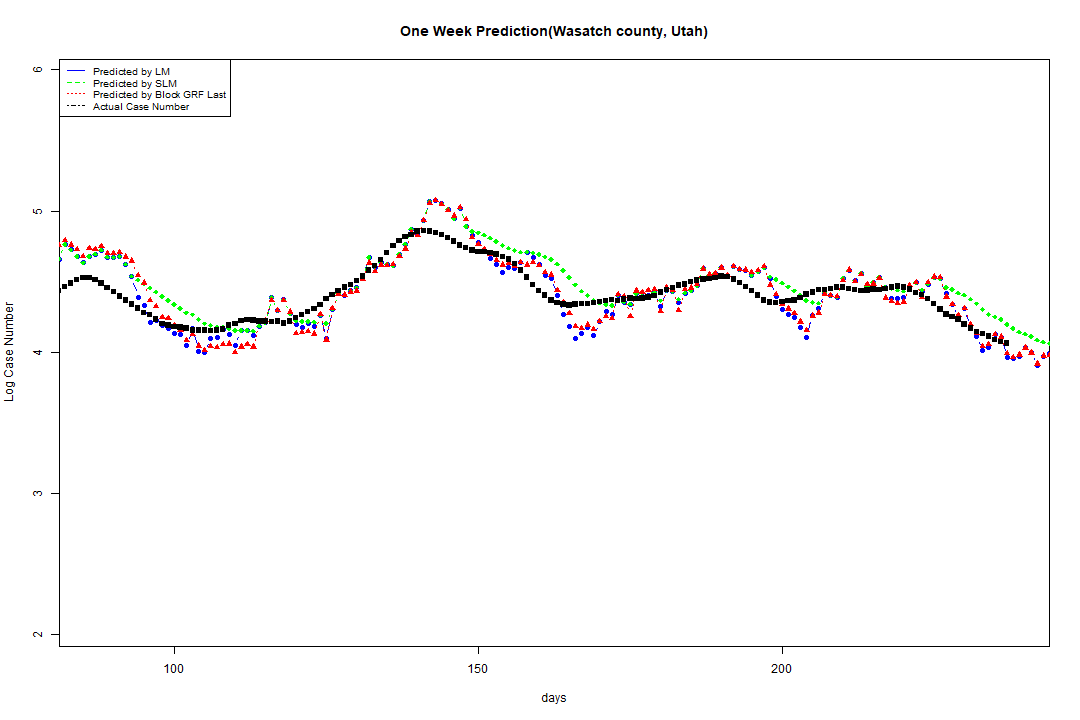 One Week Prediction(Wasatch county, Utah)
Predicted by LM
Predicted by SLM
Predicted by Block GRF Last
Actual Case Number
6
5
4
3
2
Log Case Number
100
150
200
days